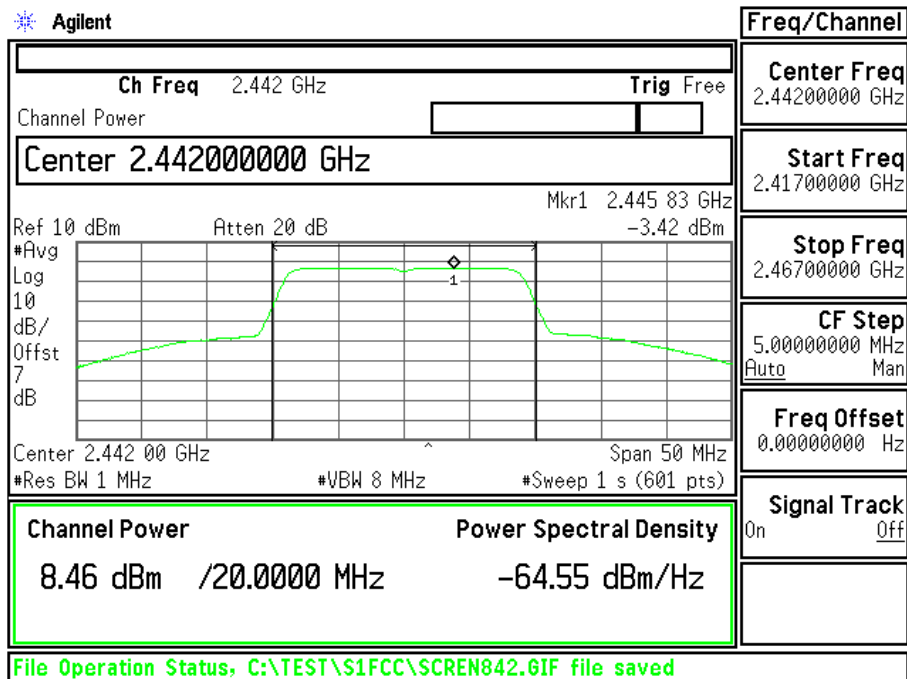 Agilent
Freq/Channel
Ch Freq 2.442 GHz Trig Free
Channel Power
Center 2.442000000 GHz
Mkr1 2.445 83 GHz
Ref 10 dBm Atten 20 dB -3.42 dBm
#Avg
Log
10
dB/
Offst
7
dB
1
Center 2.442 00 GHz Span 50 MHz
#Res BW 1 MHz #VBW 8 MHz #Sweep 1 s (601 pts)
Channel Power Power Spectral Density
8.46 dBm /20.0000 MHz -64.55 dBm/Hz
Center Freq
2.44200000 GHz
Start Freq
2.41700000 GHz
Stop Freq
2.46700000 GHz
CF Step
5.00000000 MHz
Auto Man
Freq Offset
0.00000000 Hz
Signal Track
On Off
File Operation Status, C:\TEST\S1FCC\SCREN842.GIF file saved